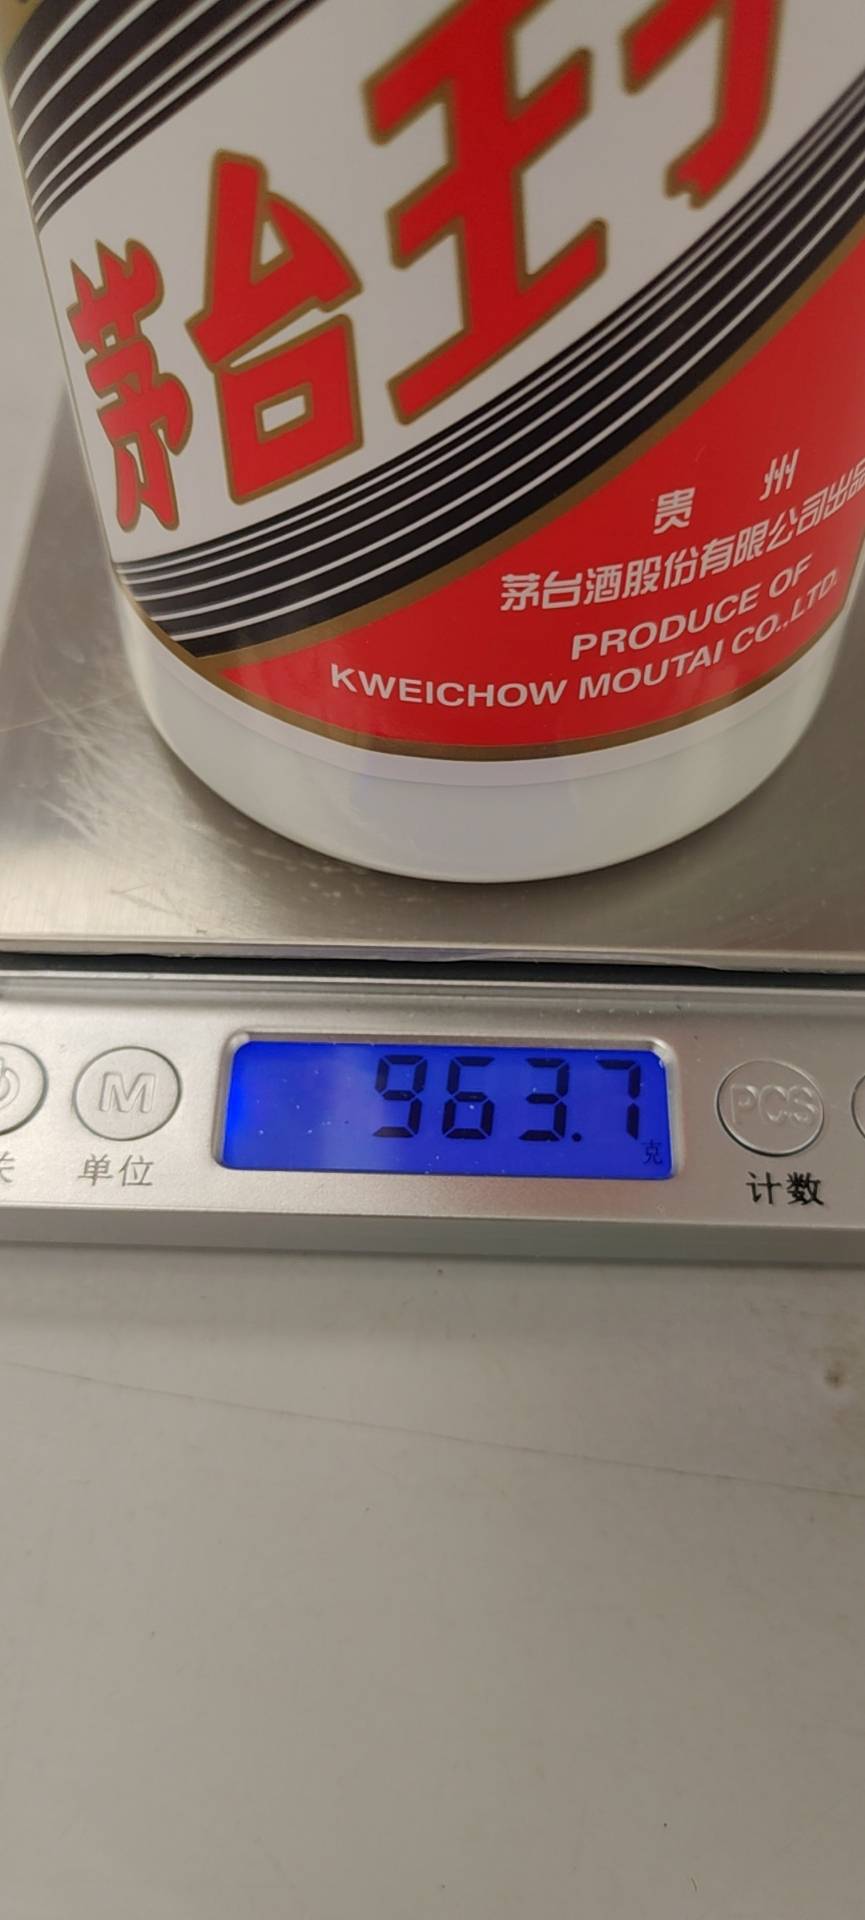 茅台王子
贵 州
茅台酒股份有限公司出品
PRODUCE OF
KWEICHOW MOUTAI CO.,LTD.
963.7
克
M
PCS
关
单位
计数